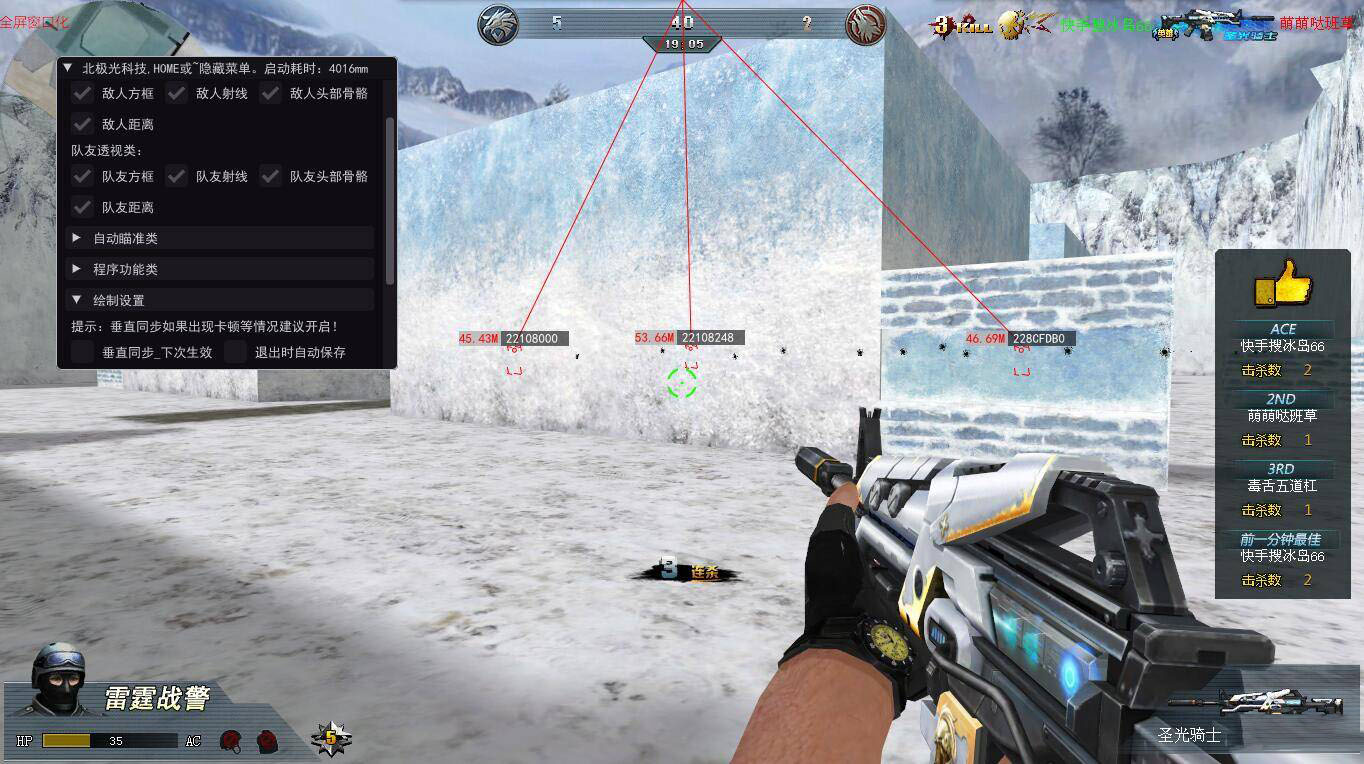 全屏窗口化
5 40 2
19:05
3 KILL
快手搜冰岛66
圣光骑士
萌萌哒班草
北极光科技,HOME或~隐藏菜单。启动耗时: 4016mm
敌人方框 敌人射线 敌人头部骨骼
敌人距离
队友透视类:
队友方框 队友射线 队友头部骨骼
队友距离
自动瞄准类
程序功能类
绘制设置
提示: 垂直同步如果出现卡顿等情况建议开启!
垂直同步_下次生效 退出时自动保存
45.43M 22108000
53.66M 22108248
46.69M 228CFDB0
ACE
快手搜冰岛66
击杀数 2
2ND
萌萌哒班草
击杀数 1
3RD
毒舌五道杠
击杀数 1
前一分钟最佳
快手搜冰岛66
击杀数 2
3 连杀
雷霆战警
HP 35 AC
5
圣光骑士